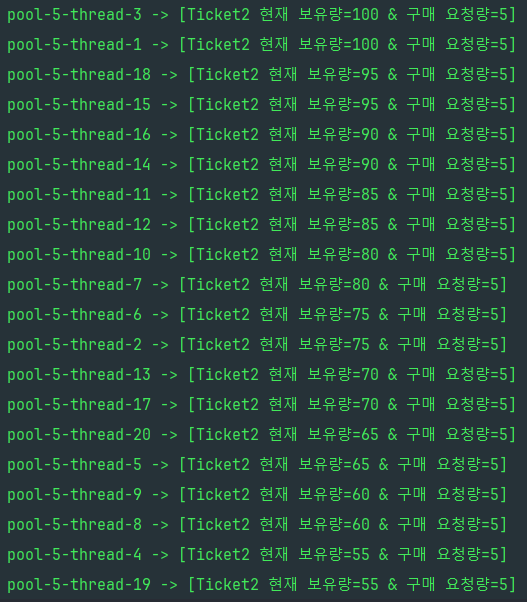 pool-5-thread-3 -> [Ticket2 현재 보유량=100 & 구매 요청량=5]
pool-5-thread-1 -> [Ticket2 현재 보유량=100 & 구매 요청량=5]
pool-5-thread-18 -> [Ticket2 현재 보유량=95 & 구매 요청량=5]
pool-5-thread-15 -> [Ticket2 현재 보유량=95 & 구매 요청량=5]
pool-5-thread-16 -> [Ticket2 현재 보유량=90 & 구매 요청량=5]
pool-5-thread-14 -> [Ticket2 현재 보유량=90 & 구매 요청량=5]
pool-5-thread-11 -> [Ticket2 현재 보유량=85 & 구매 요청량=5]
pool-5-thread-12 -> [Ticket2 현재 보유량=85 & 구매 요청량=5]
pool-5-thread-10 -> [Ticket2 현재 보유량=80 & 구매 요청량=5]
pool-5-thread-7 -> [Ticket2 현재 보유량=80 & 구매 요청량=5]
pool-5-thread-6 -> [Ticket2 현재 보유량=75 & 구매 요청량=5]
pool-5-thread-2 -> [Ticket2 현재 보유량=75 & 구매 요청량=5]
pool-5-thread-13 -> [Ticket2 현재 보유량=70 & 구매 요청량=5]
pool-5-thread-17 -> [Ticket2 현재 보유량=70 & 구매 요청량=5]
pool-5-thread-20 -> [Ticket2 현재 보유량=65 & 구매 요청량=5]
pool-5-thread-5 -> [Ticket2 현재 보유량=65 & 구매 요청량=5]
pool-5-thread-9 -> [Ticket2 현재 보유량=60 & 구매 요청량=5]
pool-5-thread-8 -> [Ticket2 현재 보유량=60 & 구매 요청량=5]
pool-5-thread-4 -> [Ticket2 현재 보유량=55 & 구매 요청량=5]
pool-5-thread-19 -> [Ticket2 현재 보유량=55 & 구매 요청량=5]